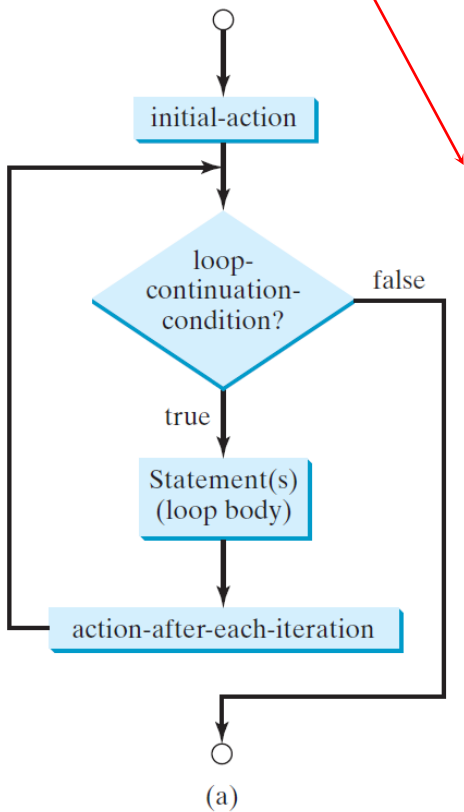 initial-action
loop-
continuation-
condition?
false
true
Statement(s)
(loop body)
action-after-each-iteration
(a)